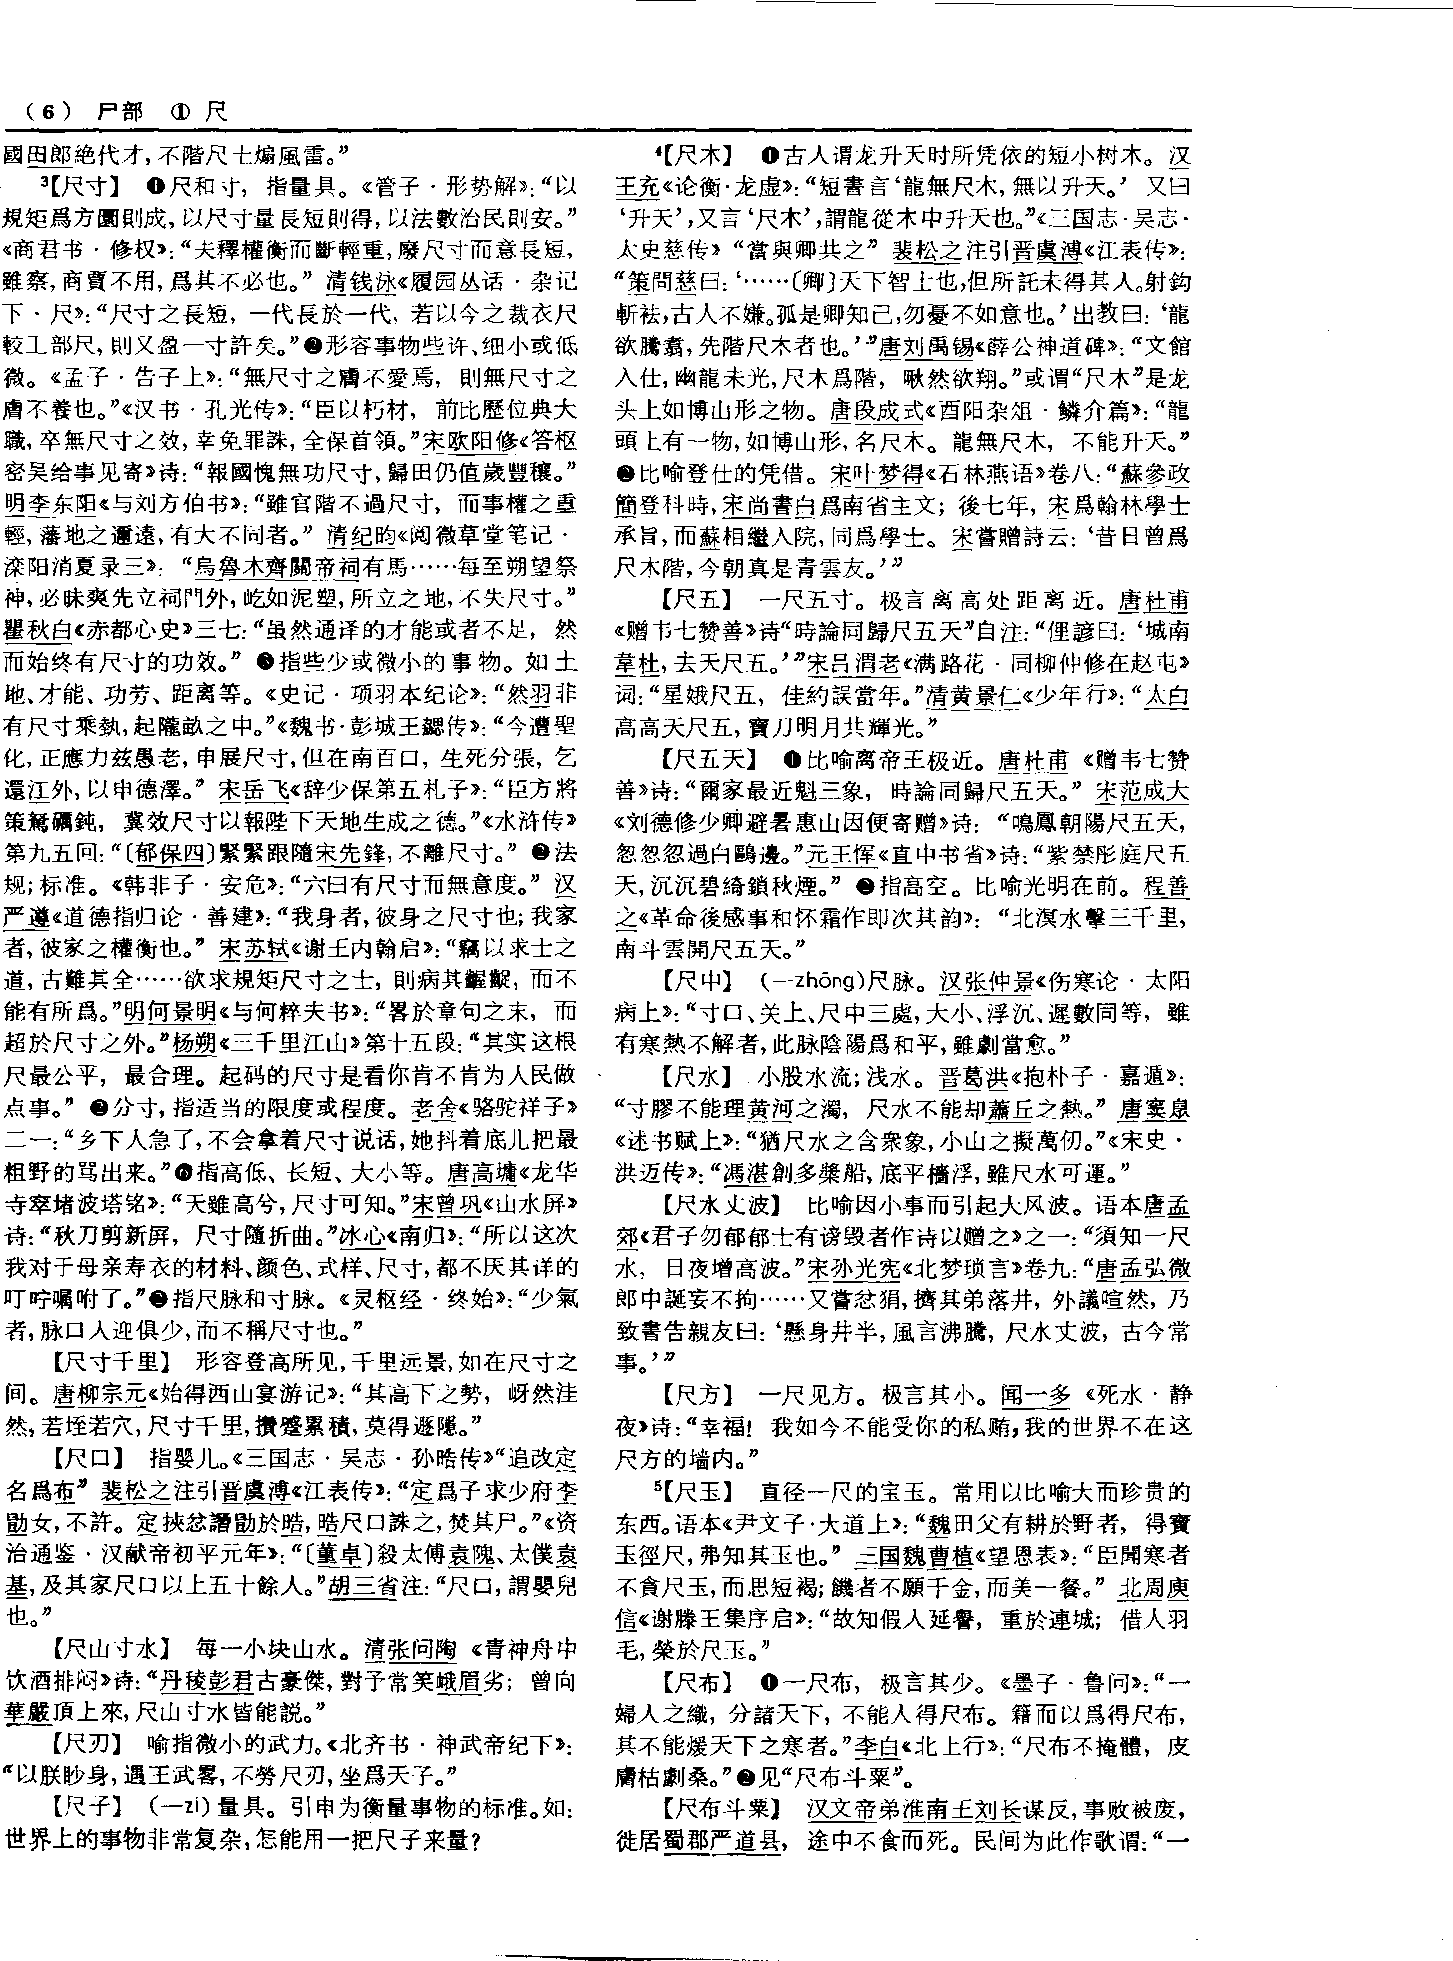 （6） 尸部 ① 尺
國田郎絶代才，不階尺土煽風雷。”
³【尺寸】 ❶尺和寸，指量具。《管子·形势解》：“以
規矩爲方圜則成，以尺寸量長短則得，以法數治民則安。”
《商君书·修权》：“夫釋權衡而斷輕重，廢尺寸而意長短，
雖察，商賈不用，爲其不必也。” 清钱泳《履园丛话·杂记
下·尺》：“尺寸之長短，一代長於一代，若以今之裁衣尺
較工部尺，則又盈一寸許矣。”❷形容事物些许、细小或低
微。《孟子·告子上》：“無尺寸之膚不愛焉，則無尺寸之
膚不養也。”《汉书·孔光传》：“臣以朽材，前比歷位典大
職，卒無尺寸之效，幸免罪誅，全保首領。”宋欧阳修《答枢
密吴给事见寄》诗：“報國愧無功尺寸，歸田仍值歲豐穰。”
明李东阳《与刘方伯书》：“雖官階不過尺寸，而事權之重
輕，藩地之邇遠，有大不同者。” 清纪昀《阅微草堂笔记·
滦阳消夏录三》：“烏魯木齊關帝祠有馬……每至朔望祭
神，必昧爽先立祠門外，屹如泥塑，所立之地，不失尺寸。”
瞿秋白《赤都心史》三七：“虽然通译的才能或者不足，然
而始终有尺寸的功效。” ❸指些少或微小的事物。如土
地、才能、功劳、距离等。《史记·项羽本纪论》：“然羽非
有尺寸乘埶，起隴畝之中。”《魏书·彭城王勰传》：“今遭聖
化，正應力兹愚老，申展尺寸，但在南百口，生死分張，乞
還江外，以申德澤。” 宋岳飞《辞少保第五札子》：“臣方將
策駑礪鈍，冀效尺寸以報陛下天地生成之德。”《水浒传》
第九五回：“〔郁保四〕緊緊跟隨宋先鋒，不離尺寸。” ❹法
规；标准。《韩非子·安危》：“六曰有尺寸而無意度。” 汉
严遵《道德指归论·善建》：“我身者，彼身之尺寸也；我家
者，彼家之權衡也。” 宋苏轼《谢王内翰启》：“竊以求士之
道，古難其全……欲求規矩尺寸之士，則病其齷齪，而不
能有所爲。”明何景明《与何粹夫书》：“畧於章句之末，而
超於尺寸之外。”杨朔《三千里江山》第十五段：“其实这根
尺最公平，最合理。起码的尺寸是看你肯不肯为人民做
点事。” ❺分寸，指适当的限度或程度。老舍《骆驼祥子》
二一：“乡下人急了，不会拿着尺寸说话，她抖着底儿把最
粗野的骂出来。”❻指高低、长短、大小等。唐高墉《龙华
寺窣堵波塔铭》：“天雖高兮，尺寸可知。”宋曾巩《山水屏》
诗：“秋刀剪新屏，尺寸隨折曲。”冰心《南归》：“所以这次
我对于母亲寿衣的材料、颜色、式样、尺寸，都不厌其详的
叮咛嘱咐了。”❼指尺脉和寸脉。《灵枢经·终始》：“少氣
者，脉口人迎俱少，而不稱尺寸也。”
【尺寸千里】 形容登高所见，千里远景，如在尺寸之
间。唐柳宗元《始得西山宴游记》：“其高下之勢，岈然洼
然，若垤若穴，尺寸千里，攢蹙累積，莫得遯隱。”
【尺口】 指婴儿。《三国志·吴志·孙皓传》“追改定
名爲布” 裴松之注引晋虞溥《江表传》：“定爲子求少府李
勖女，不許。定挾忿譖勖於晧，晧尺口誅之，焚其尸。”《资
治通鉴·汉献帝初平元年》：“〔董卓〕殺太傅袁隗、太僕袁
基，及其家尺口以上五十餘人。”胡三省注：“尺口，謂嬰兒
也。”
【尺山寸水】 每一小块山水。清张问陶《青神舟中
饮酒排闷》诗：“丹稜彭君古豪傑，對予常笑峨眉劣；曾向
華嚴頂上來，尺山寸水皆能説。”
【尺刃】 喻指微小的武力。《北齐书·神武帝纪下》：
“以朕眇身，遇王武畧，不勞尺刃，坐爲天子。”
【尺子】 （—zi）量具。引申为衡量事物的标准。如：
世界上的事物非常复杂，怎能用一把尺子来量？
⁴【尺木】 ❶古人谓龙升天时所凭依的短小树木。汉
王充《论衡·龙虚》：“短書言‘龍無尺木，無以升天。’ 又曰
‘升天’，又言‘尺木’，謂龍從木中升天也。”《三国志·吴志·
太史慈传》 “當與卿共之” 裴松之注引晋虞溥《江表传》：
“策問慈曰：‘……〔卿〕天下智士也，但所託未得其人。射鈎
斬袪，古人不嫌。孤是卿知己，勿憂不如意也。’出教曰：‘龍
欲騰翥，先階尺木者也。’”唐刘禹锡《薛公神道碑》：“文館
入仕，幽龍未光，尺木爲階，歘然欲翔。”或谓“尺木”是龙
头上如博山形之物。唐段成式《酉阳杂俎·鳞介篇》：“龍
頭上有一物，如博山形，名尺木。龍無尺木，不能升天。”
❷比喻登仕的凭借。宋叶梦得《石林燕语》卷八：“蘇參政
簡登科時，宋尚書白爲南省主文；後七年，宋爲翰林學士
承旨，而蘇相繼入院，同爲學士。宋嘗贈詩云：‘昔日曾爲
尺木階，今朝真是青雲友。’”
【尺五】 一尺五寸。极言离高处距离近。唐杜甫
《赠韦七赞善》诗“時論同歸尺五天”自注：“俚諺曰：‘城南
韋杜，去天尺五。’”宋吕渭老《满路花·同柳仲修在赵屯》
词：“星娥尺五，佳約誤當年。”清黄景仁《少年行》：“太白
高高天尺五，寶刀明月共輝光。”
【尺五天】 ❶比喻离帝王极近。唐杜甫《赠韦七赞
善》诗：“爾家最近魁三象，時論同歸尺五天。” 宋范成大
《刘德修少卿避暑惠山因便寄赠》诗：“鳴鳳朝陽尺五天，
忽忽忽過白鷗邊。”元王恽《直中书省》诗：“紫禁彤庭尺五
天，沉沉碧綺鎖秋煙。” ❷指高空。比喻光明在前。程善
之《革命後感事和怀霜作即次其韵》：“北溟水擊三千里，
南斗雲開尺五天。”
【尺中】 （—zhōng）尺脉。汉张仲景《伤寒论·太阳
病上》：“寸口、关上、尺中三處，大小、浮沉、遲數同等，雖
有寒熱不解者，此脉陰陽爲和平，雖劇當愈。”
【尺水】 小股水流；浅水。晋葛洪《抱朴子·嘉遁》：
“寸膠不能理黄河之濁，尺水不能却蕭丘之熱。” 唐窦臮
《述书赋上》：“猶尺水之含衆象，小山之擬萬仞。”《宋史·
洪迈传》：“馮湛創多槳船，底平檣浮，雖尺水可運。”
【尺水丈波】 比喻因小事而引起大风波。语本唐孟
郊《君子勿郁郁士有谤毁者作诗以赠之》之一：“須知一尺
水，日夜增高波。”宋孙光宪《北梦琐言》卷九：“唐孟弘微
郎中誕妄不拘……又嘗忿狷，擠其弟落井，外議喧然，乃
致書告親友曰：‘懸身井半，風言沸騰，尺水丈波，古今常
事。’”
【尺方】 一尺见方。极言其小。闻一多《死水·静
夜》诗：“幸福！我如今不能受你的私贿，我的世界不在这
尺方的墙内。”
⁵【尺玉】 直径一尺的宝玉。常用以比喻大而珍贵的
东西。语本《尹文子·大道上》：“魏田父有耕於野者，得寶
玉徑尺，弗知其玉也。” 三国魏曹植《望恩表》：“臣聞寒者
不貪尺玉，而思短褐；饑者不願千金，而美一餐。” 北周庾
信《谢滕王集序启》：“故知假人延譽，重於連城；借人羽
毛，榮於尺玉。”
【尺布】 ❶一尺布，极言其少。《墨子·鲁问》：“一
婦人之織，分諸天下，不能人得尺布。籍而以爲得尺布，
其不能煖天下之寒者。”李白《北上行》：“尺布不掩體，皮
膚枯劇桑。”❷见“尺布斗粟”。
【尺布斗粟】 汉文帝弟淮南王刘长谋反，事败被废，
徙居蜀郡严道县，途中不食而死。民间为此作歌谓：“一